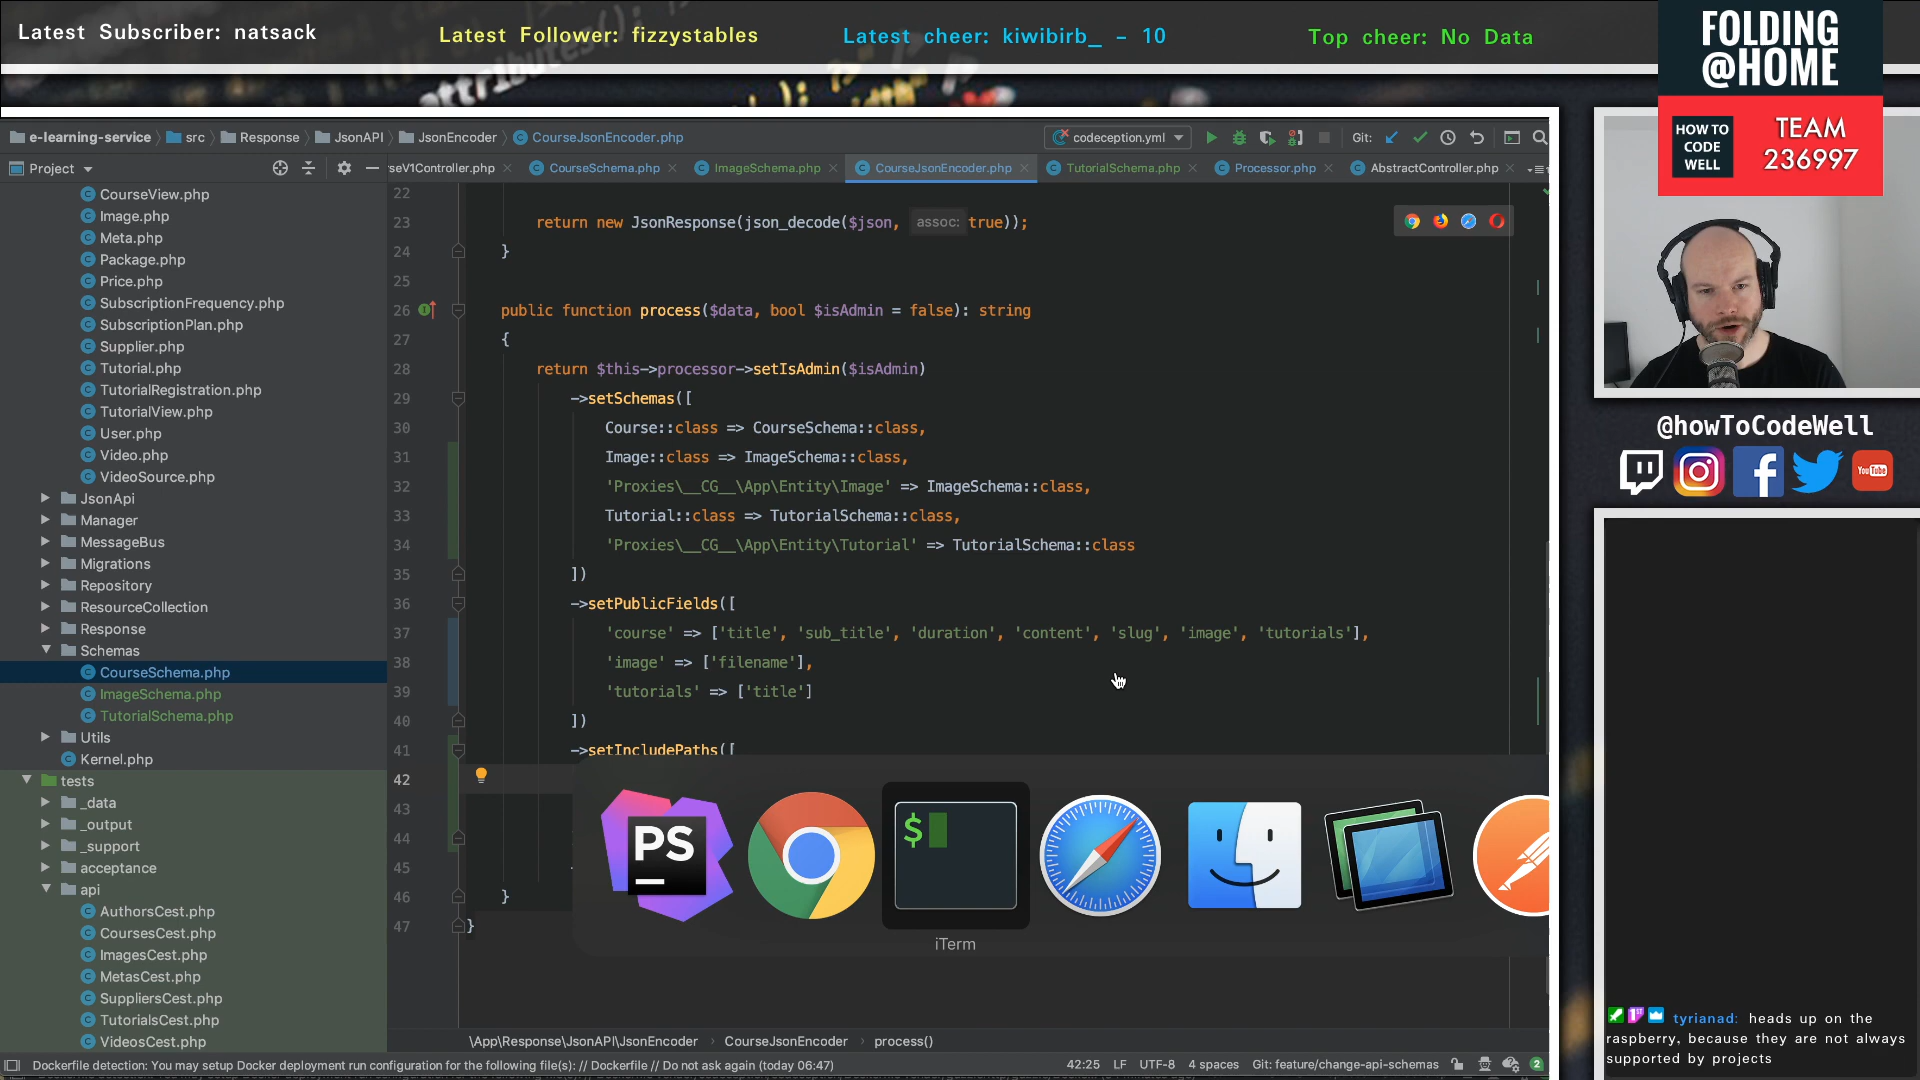 Latest Subscriber: natsack
Latest Follower: fizzystables
Latest cheer: kiwibirb_ - 10
Top cheer: No Data
FOLDING
@HOME
HOW TO
CODE
WELL
TEAM
236997
e-learning-service
src
Response
JsonAPI
JsonEncoder
CourseJsonEncoder.php
codeception.yml
Git:
Project
seV1Controller.php
CourseSchema.php
ImageSchema.php
CourseJsonEncoder.php
TutorialSchema.php
Processor.php
AbstractController.php
CourseView.php
Image.php
Meta.php
Package.php
Price.php
SubscriptionFrequency.php
SubscriptionPlan.php
Supplier.php
Tutorial.php
TutorialRegistration.php
TutorialView.php
User.php
Video.php
VideoSource.php
JsonApi
Manager
MessageBus
Migrations
Repository
ResourceCollection
Response
Schemas
CourseSchema.php
ImageSchema.php
TutorialSchema.php
Utils
Kernel.php
tests
_data
_output
_support
acceptance
api
AuthorsCest.php
CoursesCest.php
ImagesCest.php
MetasCest.php
SuppliersCest.php
TutorialsCest.php
VideosCest.php
22
23 return new JsonResponse(json_decode($json, assoc: true));
24 }
25
26 public function process($data, bool $isAdmin = false): string
27 {
28 return $this->processor->setIsAdmin($isAdmin)
29 ->setSchemas([
30 Course::class => CourseSchema::class,
31 Image::class => ImageSchema::class,
32 'Proxies\__CG__\App\Entity\Image' => ImageSchema::class,
33 Tutorial::class => TutorialSchema::class,
34 'Proxies\__CG__\App\Entity\Tutorial' => TutorialSchema::class
35 ])
36 ->setPublicFields([
37 'course' => ['title', 'sub_title', 'duration', 'content', 'slug', 'image', 'tutorials'],
38 'image' => ['filename'],
39 'tutorials' => ['title']
40 ])
41 ->setIncludePaths([
42
43
44
45
46 }
47 }
PS
$
iTerm
\App\Response\JsonAPI\JsonEncoder
CourseJsonEncoder
process()
Dockerfile detection: You may setup Docker deployment run configuration for the following file(s): // Dockerfile // Do not ask again (today 06:47)
42:25
LF
UTF-8
4 spaces
Git: feature/change-api-schemas
2
@howToCodeWell
You Tube
tyrianad: heads up on the
raspberry, because they are not always
supported by projects